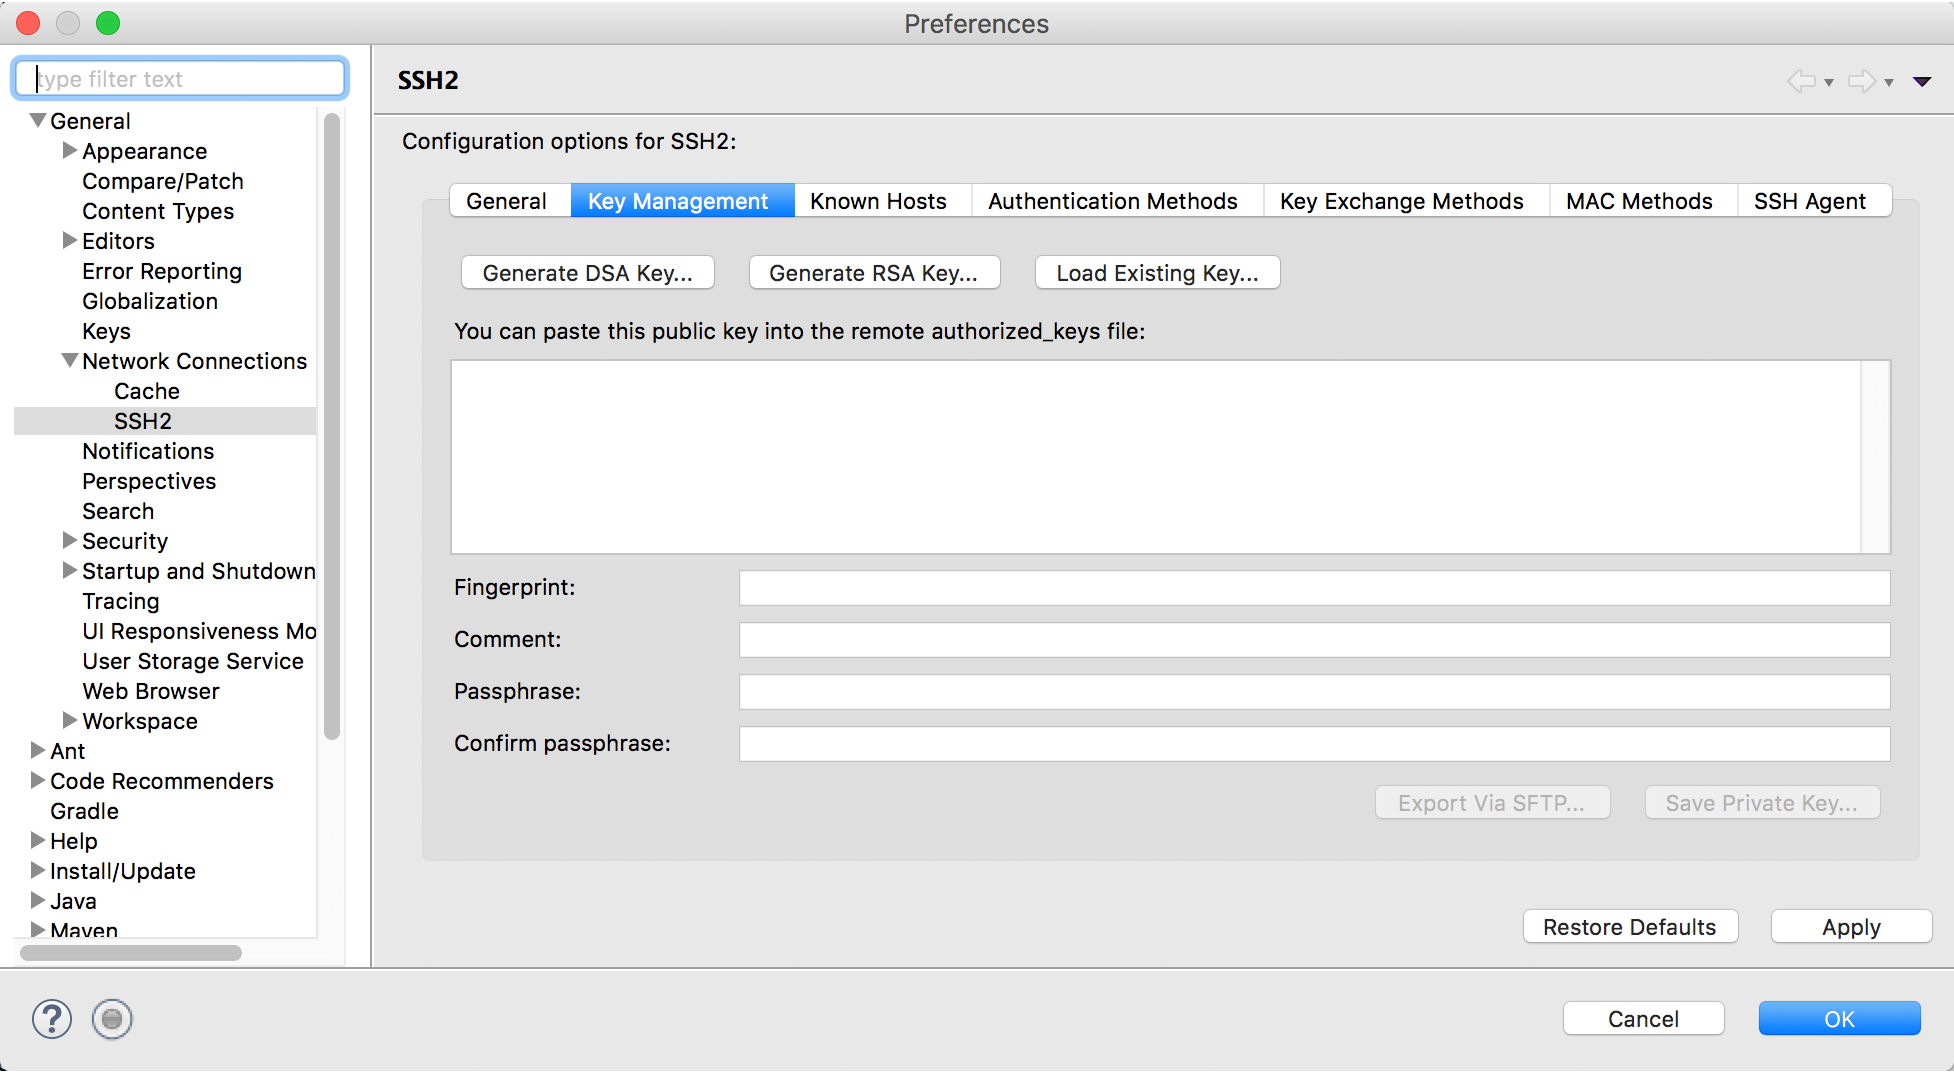 Preferences
type filter text
General
Appearance
Compare/Patch
Content Types
Editors
Error Reporting
Globalization
Keys
Network Connections
Cache
SSH2
Notifications
Perspectives
Search
Security
Startup and Shutdown
Tracing
UI Responsiveness Mo
User Storage Service
Web Browser
Workspace
Ant
Code Recommenders
Gradle
Help
Install/Update
Java
Maven
SSH2
Configuration options for SSH2:
General Key Management Known Hosts Authentication Methods Key Exchange Methods MAC Methods SSH Agent
Generate DSA Key... Generate RSA Key... Load Existing Key...
You can paste this public key into the remote authorized_keys file:
Fingerprint:
Comment:
Passphrase:
Confirm passphrase:
Export Via SFTP... Save Private Key...
Restore Defaults Apply
? Cancel OK